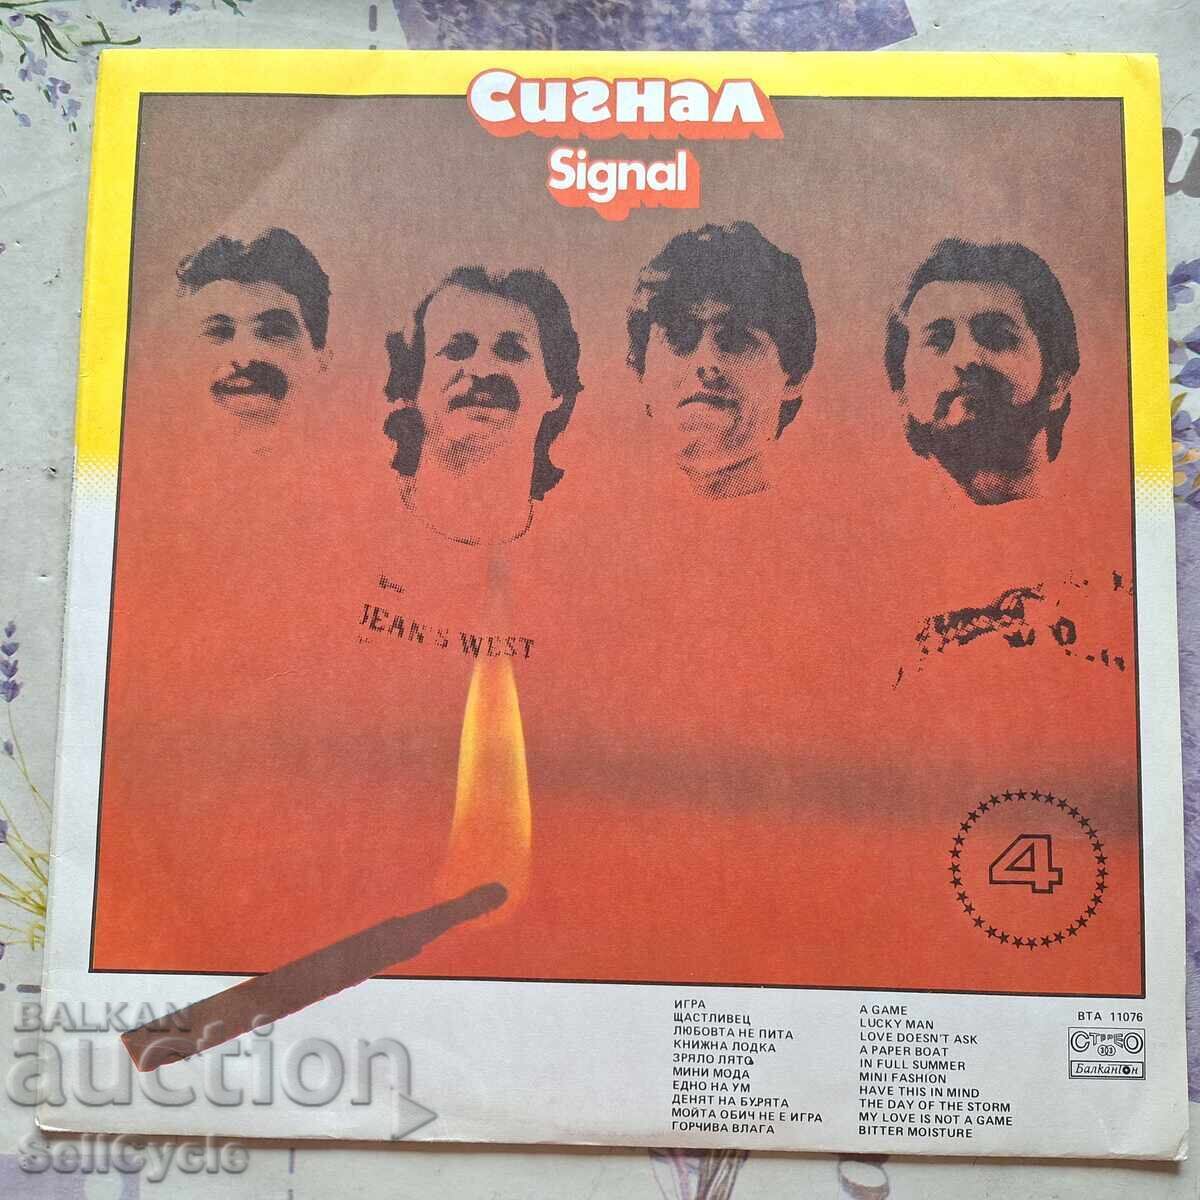 Сигнал
Signal
JEAN'S WEST
4
ИГРА
ЩАСТЛИВЕЦ
ЛЮБОВТА НЕ ПИТА
КНИЖНА ЛОДКА
ЗРЯЛО ЛЯТО
МИНИ МОДА
ЕДНО НА УМ
ДЕНЯТ НА БУРЯТА
МОЙТА ОБИЧ НЕ Е ИГРА
ГОРЧИВА ВЛАГА
A GAME
LUCKY MAN
LOVE DOESN'T ASK
A PAPER BOAT
IN FULL SUMMER
MINI FASHION
HAVE THIS IN MIND
THE DAY OF THE STORM
MY LOVE IS NOT A GAME
BITTER MOISTURE
ВТА 11076
СТЕРЕО
33
Балкантон
BALKAN
auction
SellCycle